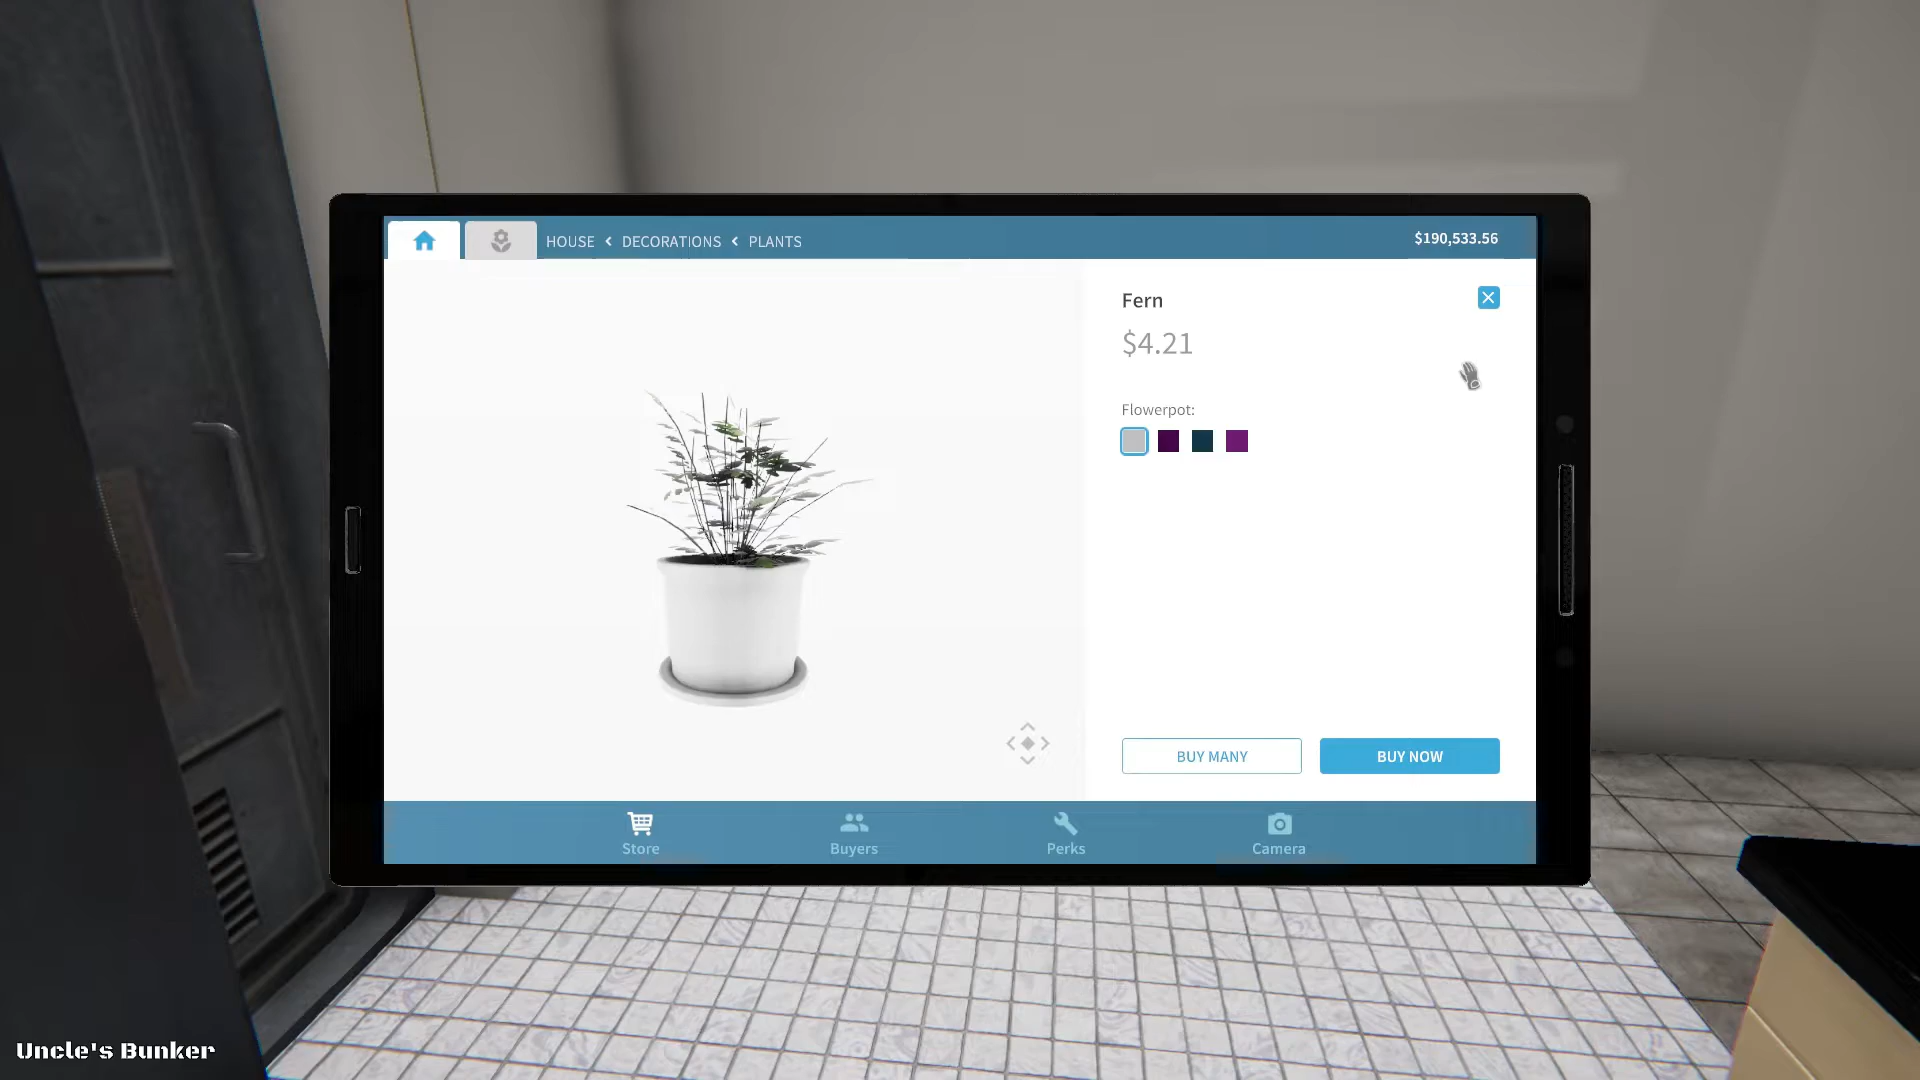 HOUSE < DECORATIONS < PLANTS
$190,533.56
Fern
$4.21
Flowerpot:
BUY MANY
BUY NOW
Store
Buyers
Perks
Camera
Uncle's Bunker